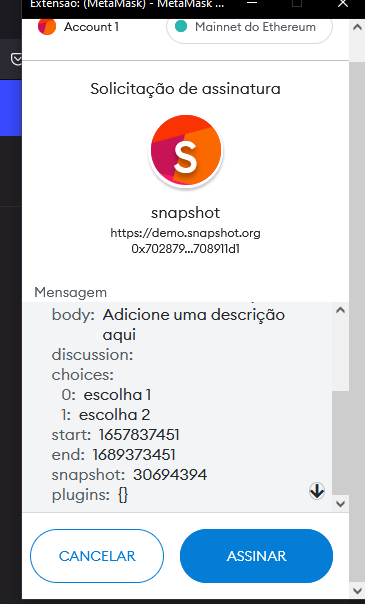 Extensão: (MetaMask) - MetaMask ...
Account 1
Mainnet do Ethereum
Solicitação de assinatura
S
snapshot
https://demo.snapshot.org
0x702879...708911d1
Mensagem
body: Adicione uma descrição
aqui
discussion:
choices:
0: escolha 1
1: escolha 2
start: 1657837451
end: 1689373451
snapshot: 30694394
plugins: {}
CANCELAR
ASSINAR